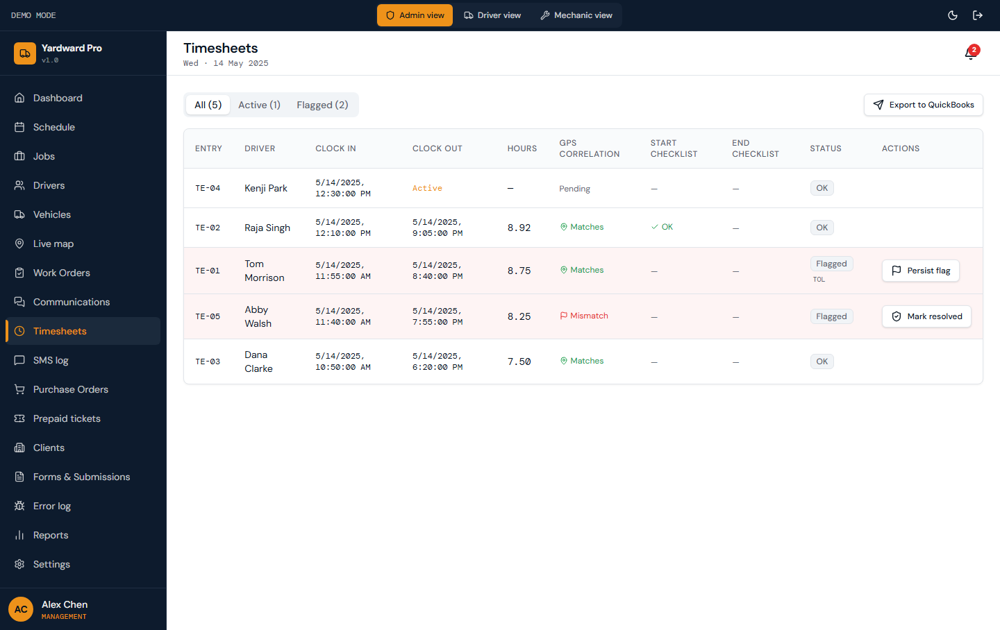 DEMO MODE
Admin view
Driver view
Mechanic view
Yardward Pro
v1.0
Dashboard
Schedule
Jobs
Drivers
Vehicles
Live map
Work Orders
Communications
Timesheets
SMS log
Purchase Orders
Prepaid tickets
Clients
Forms & Submissions
Error log
Reports
Settings
AC
Alex Chen
MANAGEMENT
Timesheets
Wed · 14 May 2025
2
All (5)
Active (1)
Flagged (2)
Export to QuickBooks
ENTRY
DRIVER
CLOCK IN
CLOCK OUT
HOURS
GPS
CORRELATION
START
CHECKLIST
END
CHECKLIST
STATUS
ACTIONS
TE-04
Kenji Park
5/14/2025,
12:30:00 PM
Active
—
Pending
—
—
OK
TE-02
Raja Singh
5/14/2025,
12:10:00 PM
5/14/2025,
9:05:00 PM
8.92
Matches
OK
—
OK
TE-01
Tom
Morrison
5/14/2025,
11:55:00 AM
5/14/2025,
8:40:00 PM
8.75
Matches
—
—
Flagged
TOL
Persist flag
TE-05
Abby
Walsh
5/14/2025,
11:40:00 AM
5/14/2025,
7:55:00 PM
8.25
Mismatch
—
—
Flagged
Mark resolved
TE-03
Dana
Clarke
5/14/2025,
10:50:00 AM
5/14/2025,
6:20:00 PM
7.50
Matches
—
—
OK